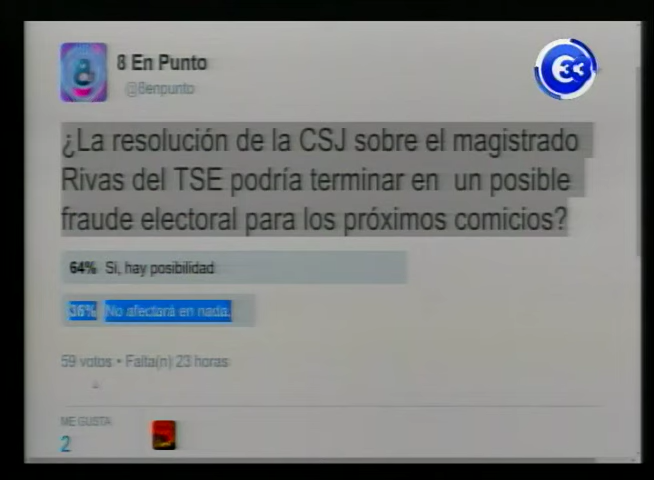 8 En Punto
@8enpunto
33
¿La resolución de la CSJ sobre el magistrado
Rivas del TSE podría terminar en un posible
fraude electoral para los próximos comicios?
64% Si, hay posibilidad
36% No afectará en nada.
59 votos • Falta(n) 23 horas
ME GUSTA
2